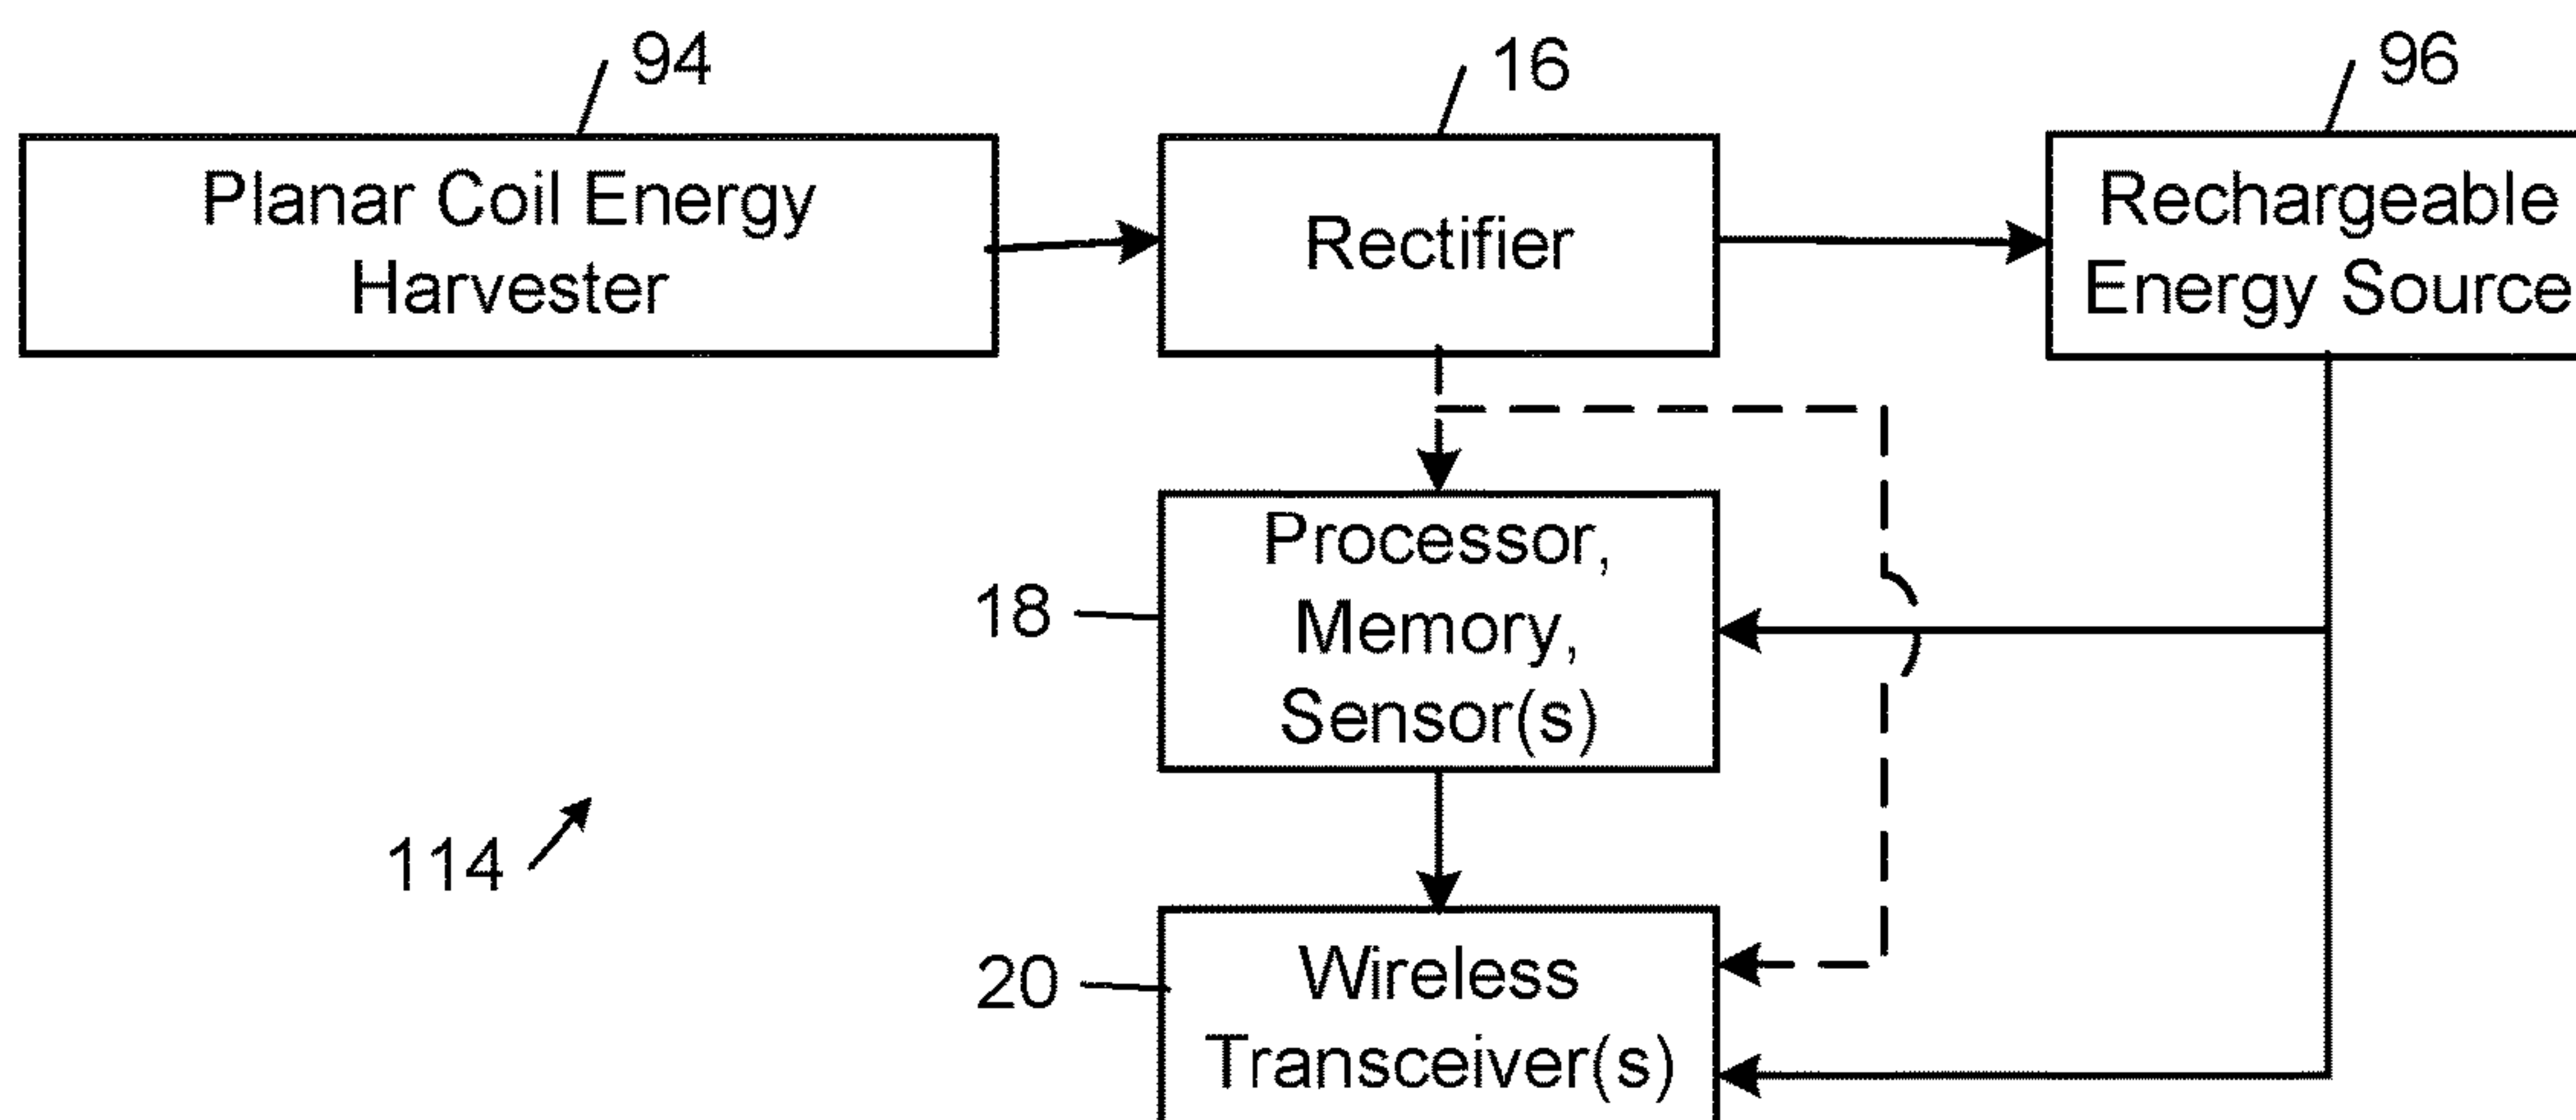 94
16
96
Planar Coil Energy
Harvester
Rectifier
Rechargeable
Energy Source
18
Processor,
Memory,
Sensor(s)
114
20
Wireless
Transceiver(s)